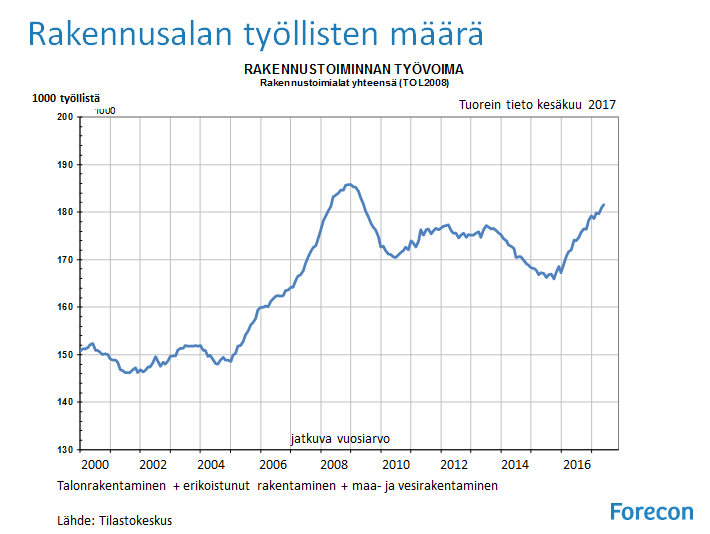 Rakennusalan työllisten määrä
RAKENNUSTOIMINNAN TYÖVOIMA
Rakennustoimialat yhteensä (TOL2008)
1000 työllistä
1000
Tuorein tieto kesäkuu 2017
200
190
180
170
160
150
140
130
jatkuva vuosiarvo
2000 2002 2004 2006 2008 2010 2012 2014 2016
Talonrakentaminen + erikoistunut rakentaminen + maa- ja vesirakentaminen
Lähde: Tilastokeskus
Forecon